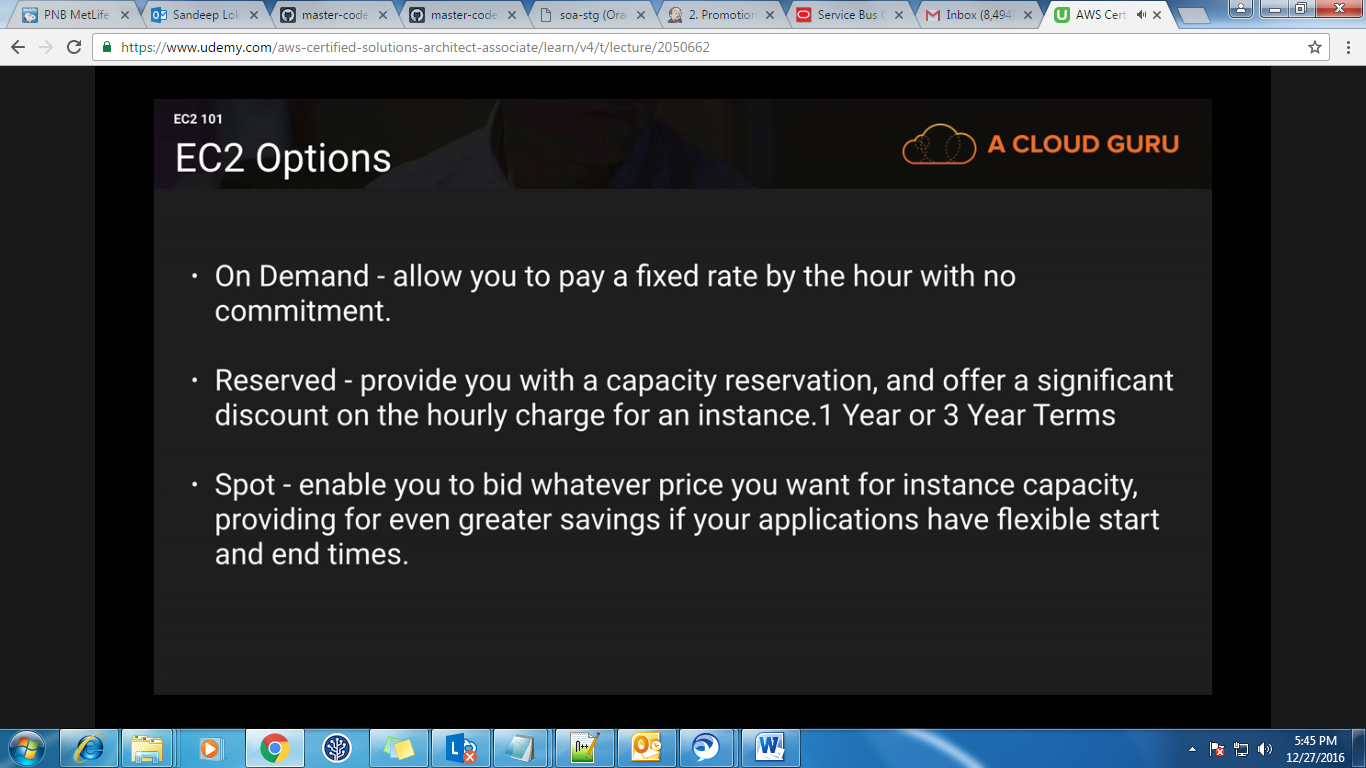 PNB MetLife
Sandeep Lok
master-code
master-code
soa-stg (Ora
2. Promotion
Service Bus C
Inbox (8,494
AWS Cert
https://www.udemy.com/aws-certified-solutions-architect-associate/learn/v4/t/lecture/2050662
EC2 101
EC2 Options
A CLOUD GURU
• On Demand - allow you to pay a fixed rate by the hour with no
commitment.
• Reserved - provide you with a capacity reservation, and offer a significant
discount on the hourly charge for an instance.1 Year or 3 Year Terms
• Spot - enable you to bid whatever price you want for instance capacity,
providing for even greater savings if your applications have flexible start
and end times.
5:45 PM
12/27/2016